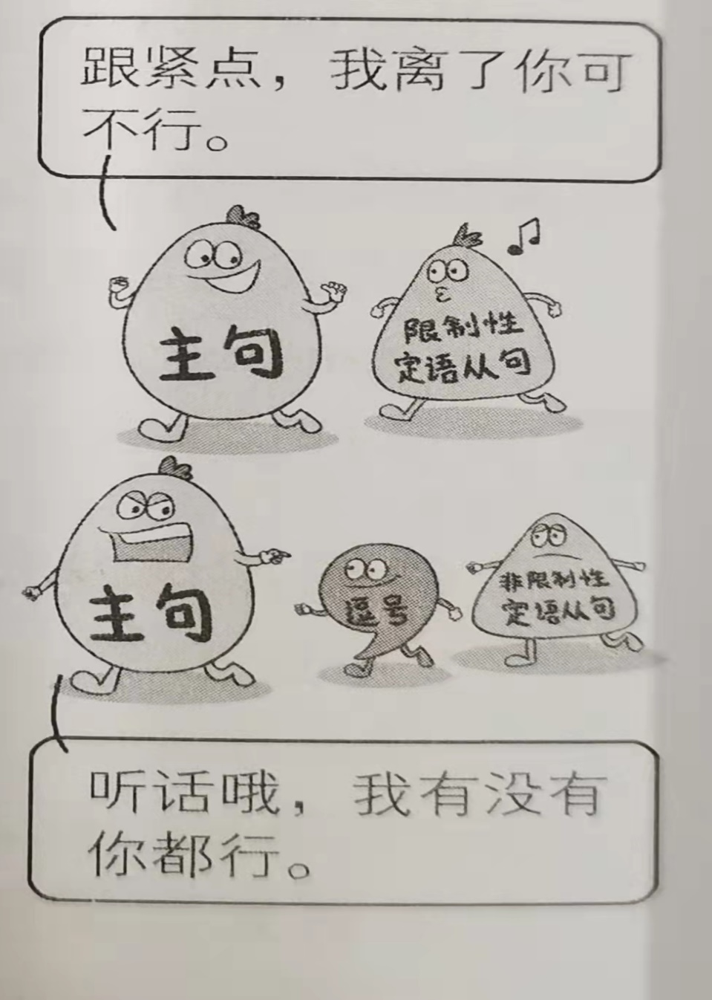 跟紧点，我离了你可
不行。
主句
限制性
定语从句
主句
逗号
非限制性
定语从句
听话哦，我有没有
你都行。